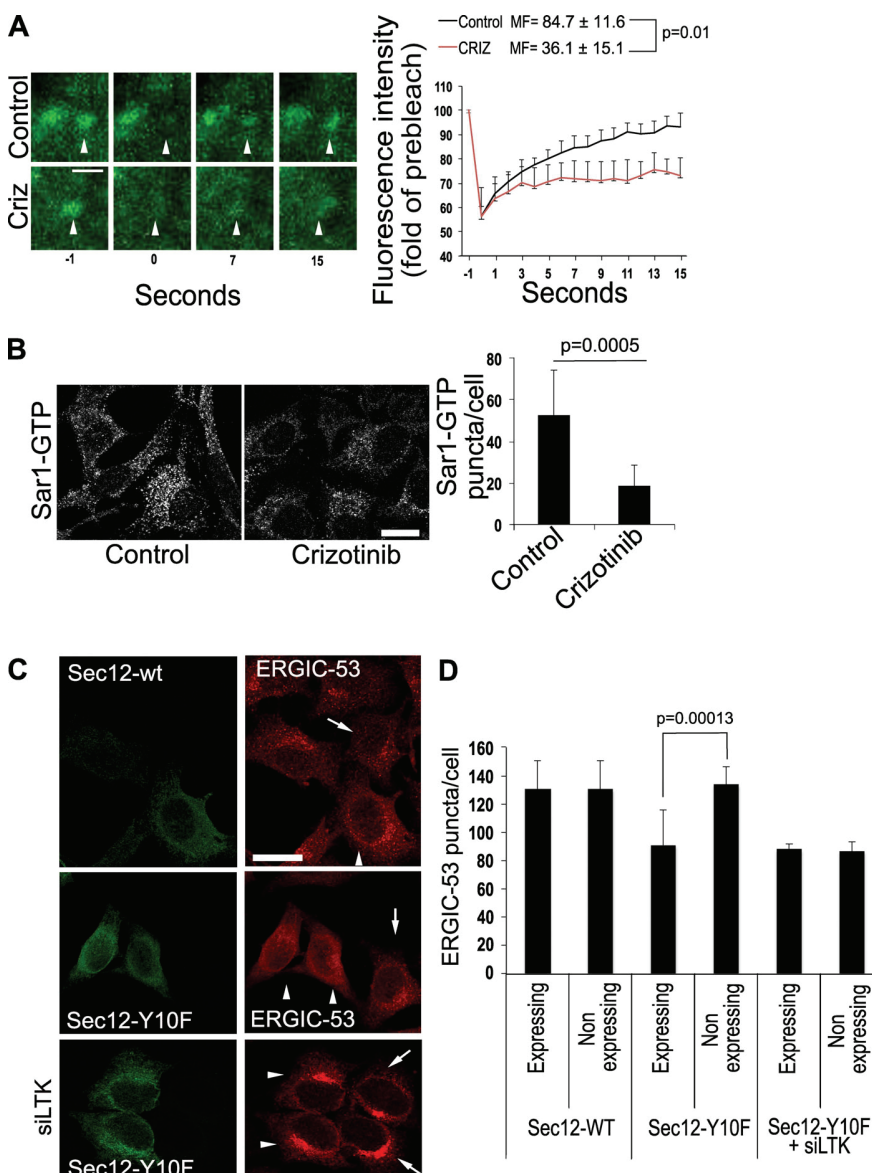 A
Control
Criz
-1 0 7 15
Seconds
Control MF= 84.7 ± 11.6
CRIZ MF= 36.1 ± 15.1
p=0.01
Fluorescence intensity
(fold of prebleach)
110
100
90
80
70
60
50
40
-1 1 3 5 7 9 11 13 15
Seconds
B
Sar1-GTP
Control Crizotinib
p=0.0005
Sar1-GTP
puncta/cell
80
60
40
20
0
Control
Crizotinib
C
Sec12-wt
ERGIC-53
Sec12-Y10F
ERGIC-53
siLTK
Sec12-Y10F
D
p=0.00013
ERGIC-53 puncta/cell
160
140
120
100
80
60
40
20
0
Expressing
Non
expressing
Expressing
Non
expressing
Expressing
Non
expressing
Sec12-WT
Sec12-Y10F
Sec12-Y10F
+ siLTK